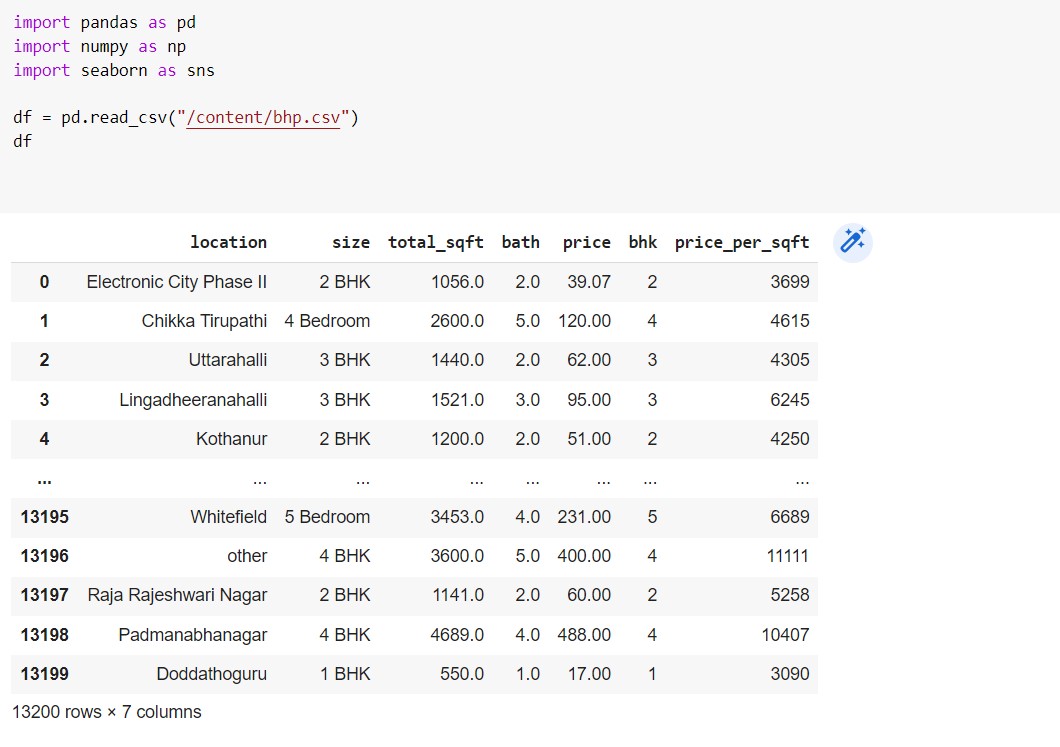 import pandas as pd
import numpy as np
import seaborn as sns
df = pd.read_csv("/content/bhp.csv")
df
location size total_sqft bath price bhk price_per_sqft
0 Electronic City Phase II 2 BHK 1056.0 2.0 39.07 2 3699
1 Chikka Tirupathi 4 Bedroom 2600.0 5.0 120.00 4 4615
2 Uttarahalli 3 BHK 1440.0 2.0 62.00 3 4305
3 Lingadheeranahalli 3 BHK 1521.0 3.0 95.00 3 6245
4 Kothanur 2 BHK 1200.0 2.0 51.00 2 4250
... ... ... ... ... ... ... ...
13195 Whitefield 5 Bedroom 3453.0 4.0 231.00 5 6689
13196 other 4 BHK 3600.0 5.0 400.00 4 11111
13197 Raja Rajeshwari Nagar 2 BHK 1141.0 2.0 60.00 2 5258
13198 Padmanabhanagar 4 BHK 4689.0 4.0 488.00 4 10407
13199 Doddathoguru 1 BHK 550.0 1.0 17.00 1 3090
13200 rows × 7 columns